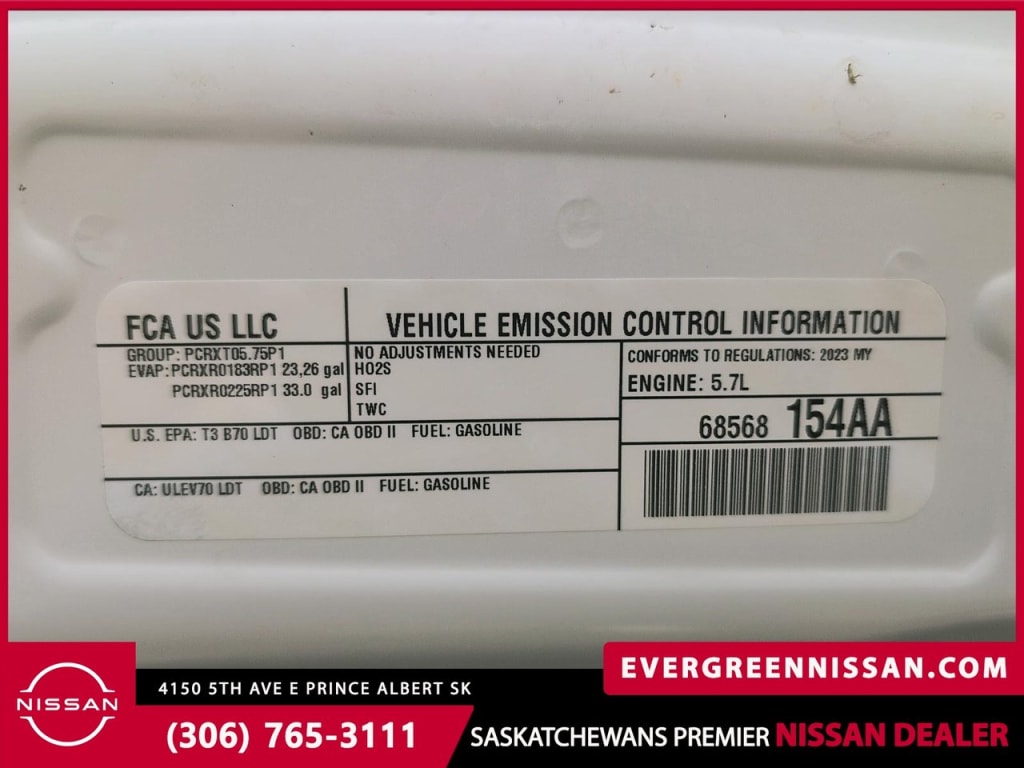 FCA US LLC
VEHICLE EMISSION CONTROL INFORMATION
GROUP: PCRXT05.75P1
EVAP: PCRXR0183RP1 23,26 gal
PCRXR0225RP1 33.0 gal
NO ADJUSTMENTS NEEDED
HO2S
SFI
TWC
CONFORMS TO REGULATIONS: 2023 MY
ENGINE: 5.7L
68568 154AA
U.S. EPA: T3 B70 LDT OBD: CA OBD II FUEL: GASOLINE
CA: ULEV70 LDT OBD: CA OBD II FUEL: GASOLINE
NISSAN
4150 5TH AVE E PRINCE ALBERT SK
(306) 765-3111
EVERGREENNISSAN.COM
SASKATCHEWANS PREMIER NISSAN DEALER